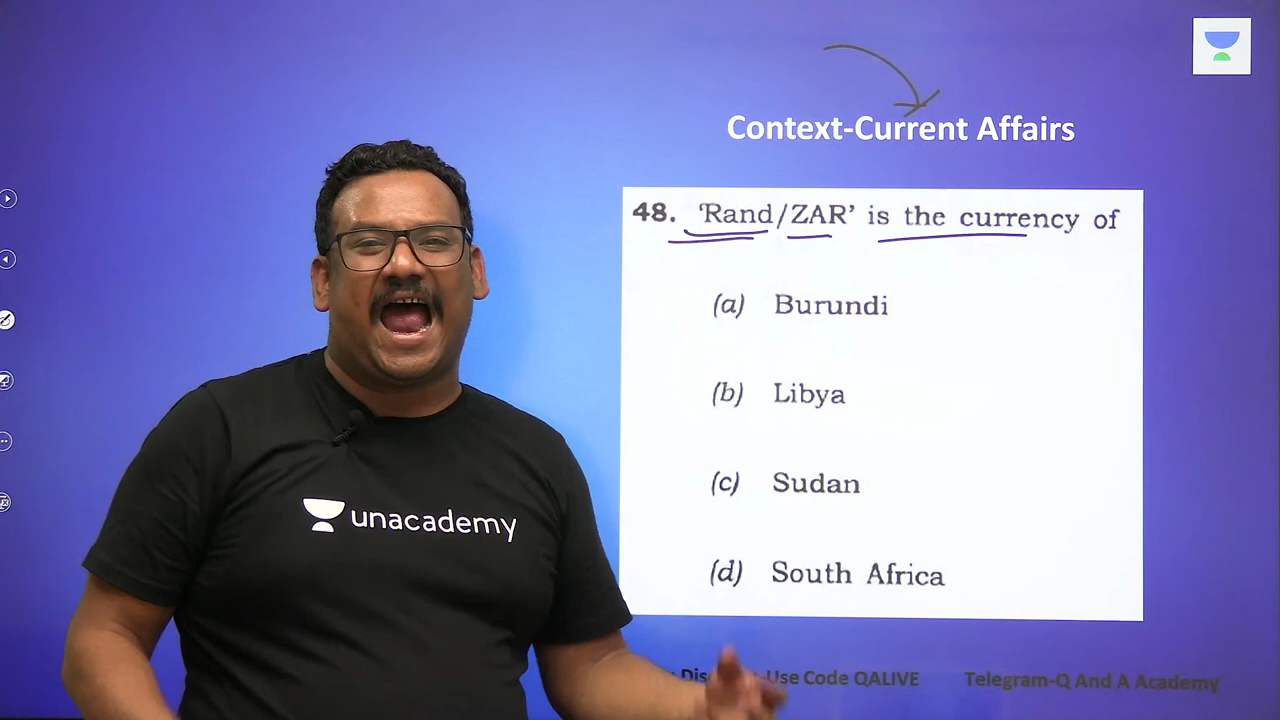 Context-Current Affairs
48. 'Rand/ZAR' is the currency of
(a) Burundi
(b) Libya
(c) Sudan
(d) South Africa
unacademy
Use Code QALIVE
Telegram-Q And A Academy